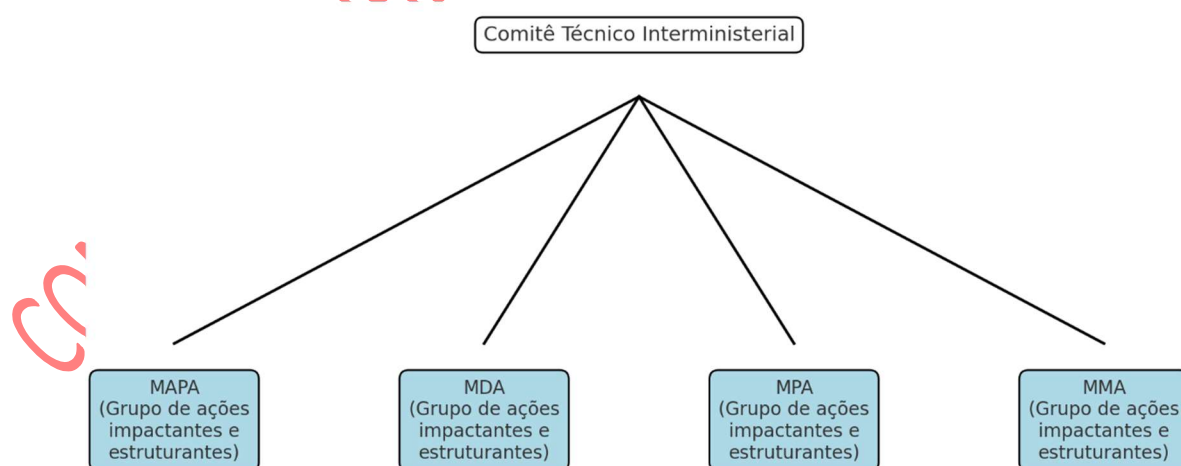 Comitê Técnico Interministerial
MAPA
(Grupo de ações
impactantes e
estruturantes)
MDA
(Grupo de ações
impactantes e
estruturantes)
MPA
(Grupo de ações
impactantes e
estruturantes)
MMA
(Grupo de ações
impactantes e
estruturantes)